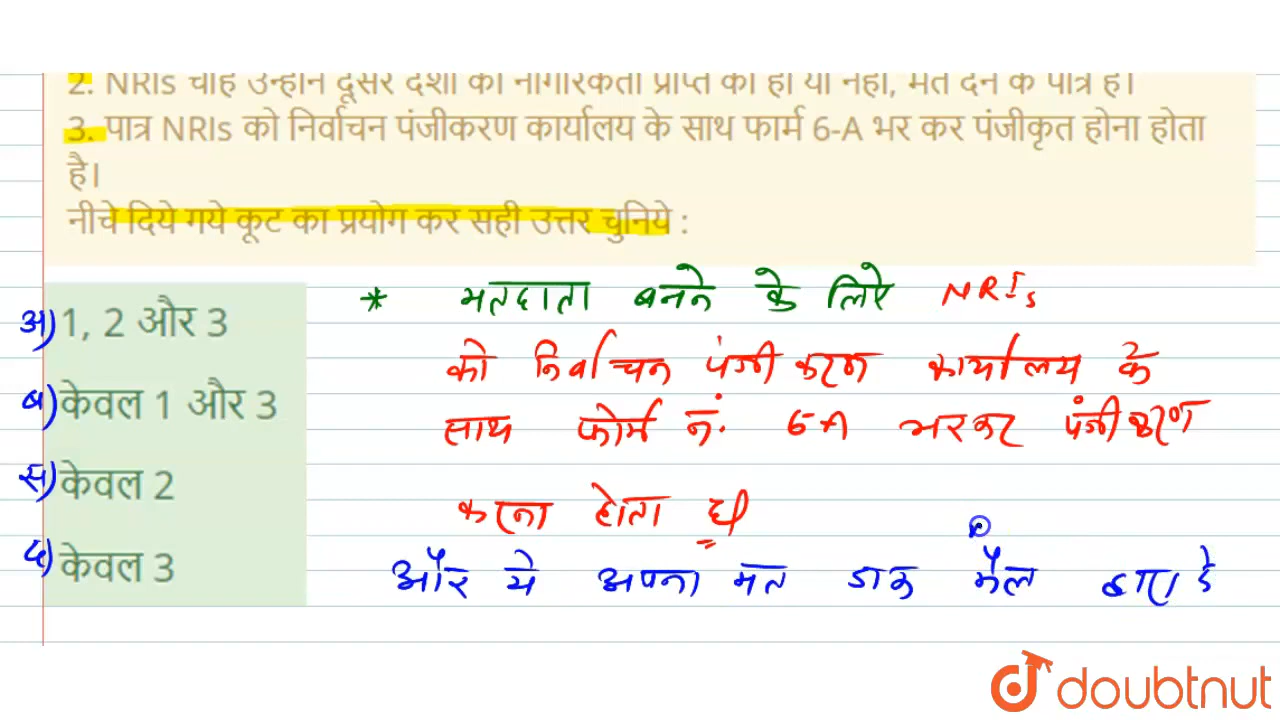 2. NRIs चाहे उन्होंने दूसरे देशों की नागरिकता प्राप्त की हो या नहीं, मत देने के पात्र हैं।
3. पात्र NRIs को निर्वाचन पंजीकरण कार्यालय के साथ फार्म 6-A भर कर पंजीकृत होना होता
है।
नीचे दिये गये कूट का प्रयोग कर सही उत्तर चुनिये :
* मतदाता बनने के लिए NRIs
अ) 1, 2 और 3
को निर्वाचन पंजीकरण कार्यालय के
ब) केवल 1 और 3
साथ फोर्म नं. 6-A भरकर पंजीकरण
स) केवल 2
करना होता है
द) केवल 3
और ये अपना मत डाक मैल द्वारा दे
doubtnut